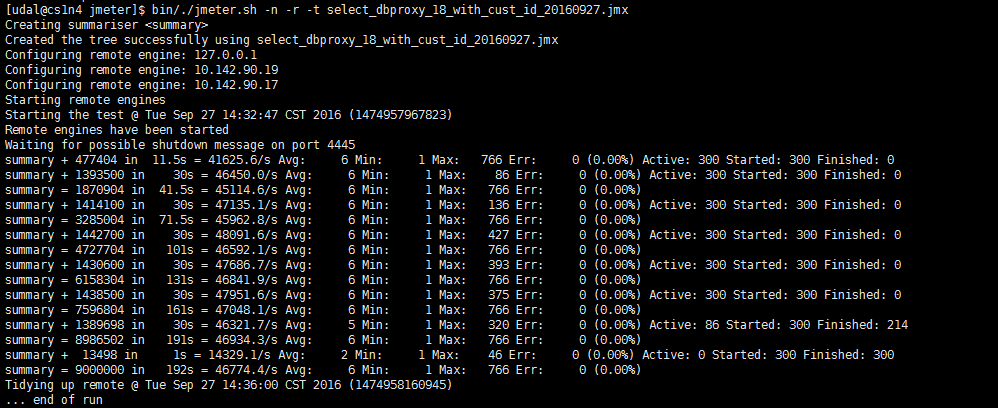 [udal@cs1n4 jmeter]$ bin/./jmeter.sh -n -r -t select_dbproxy_18_with_cust_id_20160927.jmx
Creating summariser <summary>
Created the tree successfully using select_dbproxy_18_with_cust_id_20160927.jmx
Configuring remote engine: 127.0.0.1
Configuring remote engine: 10.142.90.19
Configuring remote engine: 10.142.90.17
Starting remote engines
Starting the test @ Tue Sep 27 14:32:47 CST 2016 (1474957967823)
Remote engines have been started
Waiting for possible shutdown message on port 4445
summary + 477404 in  11.5s = 41625.6/s Avg:     6 Min:     1 Max:   766 Err:     0 (0.00%) Active: 300 Started: 300 Finished: 0
summary + 1393500 in    30s = 46450.0/s Avg:     6 Min:     1 Max:    86 Err:     0 (0.00%) Active: 300 Started: 300 Finished: 0
summary = 1870904 in  41.5s = 45114.6/s Avg:     6 Min:     1 Max:   766 Err:     0 (0.00%)
summary + 1414100 in    30s = 47135.1/s Avg:     6 Min:     1 Max:   136 Err:     0 (0.00%) Active: 300 Started: 300 Finished: 0
summary = 3285004 in  71.5s = 45962.8/s Avg:     6 Min:     1 Max:   766 Err:     0 (0.00%)
summary + 1442700 in    30s = 48091.6/s Avg:     6 Min:     1 Max:   427 Err:     0 (0.00%) Active: 300 Started: 300 Finished: 0
summary = 4727704 in   101s = 46592.1/s Avg:     6 Min:     1 Max:   766 Err:     0 (0.00%)
summary + 1430600 in    30s = 47686.7/s Avg:     6 Min:     1 Max:   393 Err:     0 (0.00%) Active: 300 Started: 300 Finished: 0
summary = 6158304 in   131s = 46841.9/s Avg:     6 Min:     1 Max:   766 Err:     0 (0.00%)
summary + 1438500 in    30s = 47951.6/s Avg:     6 Min:     1 Max:   375 Err:     0 (0.00%) Active: 300 Started: 300 Finished: 0
summary = 7596804 in   161s = 47048.1/s Avg:     6 Min:     1 Max:   766 Err:     0 (0.00%)
summary + 1389698 in    30s = 46321.7/s Avg:     5 Min:     1 Max:   320 Err:     0 (0.00%) Active: 86 Started: 300 Finished: 214
summary = 8986502 in   191s = 46934.3/s Avg:     6 Min:     1 Max:   766 Err:     0 (0.00%)
summary +  13498 in     1s = 14329.1/s Avg:     2 Min:     1 Max:    46 Err:     0 (0.00%) Active: 0 Started: 300 Finished: 300
summary = 9000000 in   192s = 46774.4/s Avg:     6 Min:     1 Max:   766 Err:     0 (0.00%)
Tidying up remote @ Tue Sep 27 14:36:00 CST 2016 (1474958160945)
... end of run